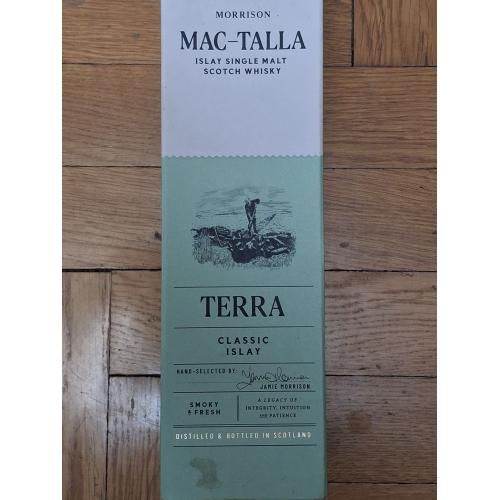 MORRISON
MAC-TALLA
ISLAY SINGLE MALT
SCOTCH WHISKY
TERRA
CLASSIC
ISLAY
HAND-SELECTED BY:
JAMIE MORRISON
SMOKY
& FRESH
A LEGACY OF
INTEGRITY, INTUITION
AND PATIENCE
DISTILLED & BOTTLED IN SCOTLAND